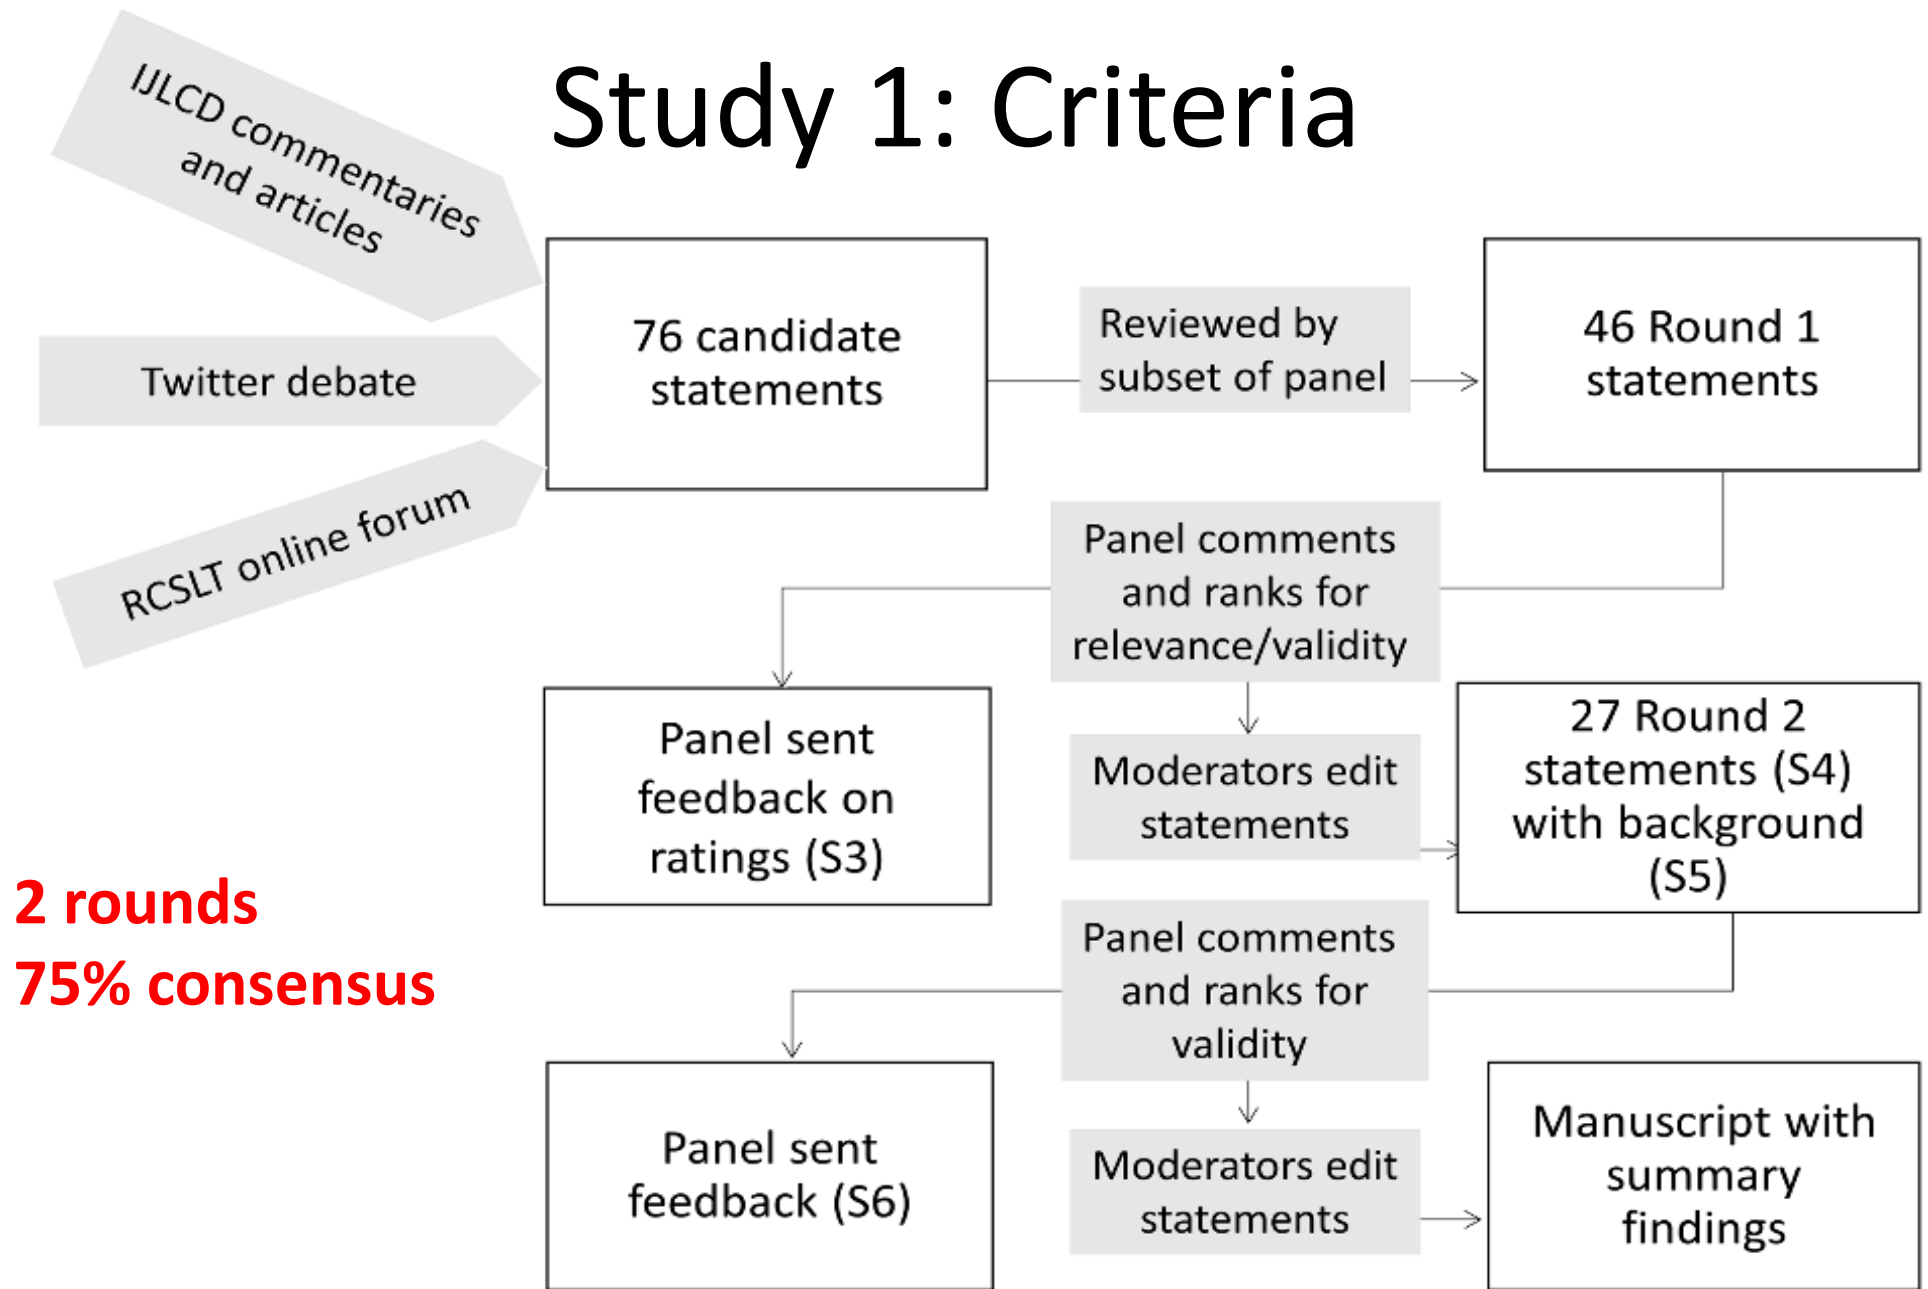 Study 1: Criteria
IJLCD commentaries
and articles
Twitter debate
RCSLT online forum
76 candidate
statements
Reviewed by
subset of panel
46 Round 1
statements
Panel comments
and ranks for
relevance/validity
Panel sent
feedback on
ratings (S3)
Moderators edit
statements
27 Round 2
statements (S4)
with background
(S5)
2 rounds
75% consensus
Panel comments
and ranks for
validity
Panel sent
feedback (S6)
Moderators edit
statements
Manuscript with
summary
findings